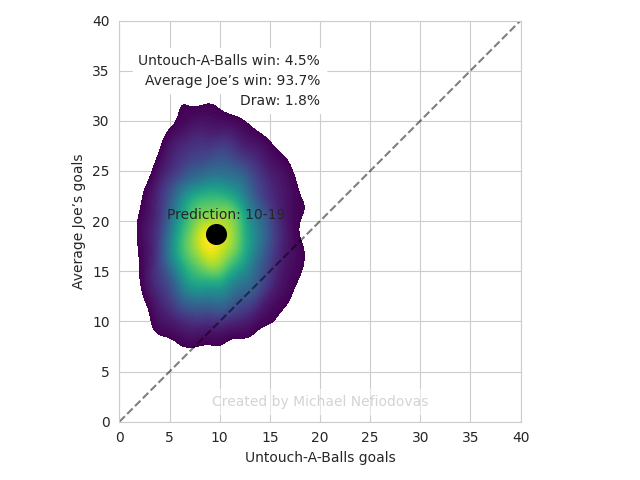 Untouch-A-Balls win: 4.5%
Average Joe’s win: 93.7%
Draw: 1.8%
Prediction: 10-19
Average Joe’s goals
40
35
30
25
20
15
10
5
0
Created by Michael Nefiodovas
0 5 10 15 20 25 30 35 40
Untouch-A-Balls goals